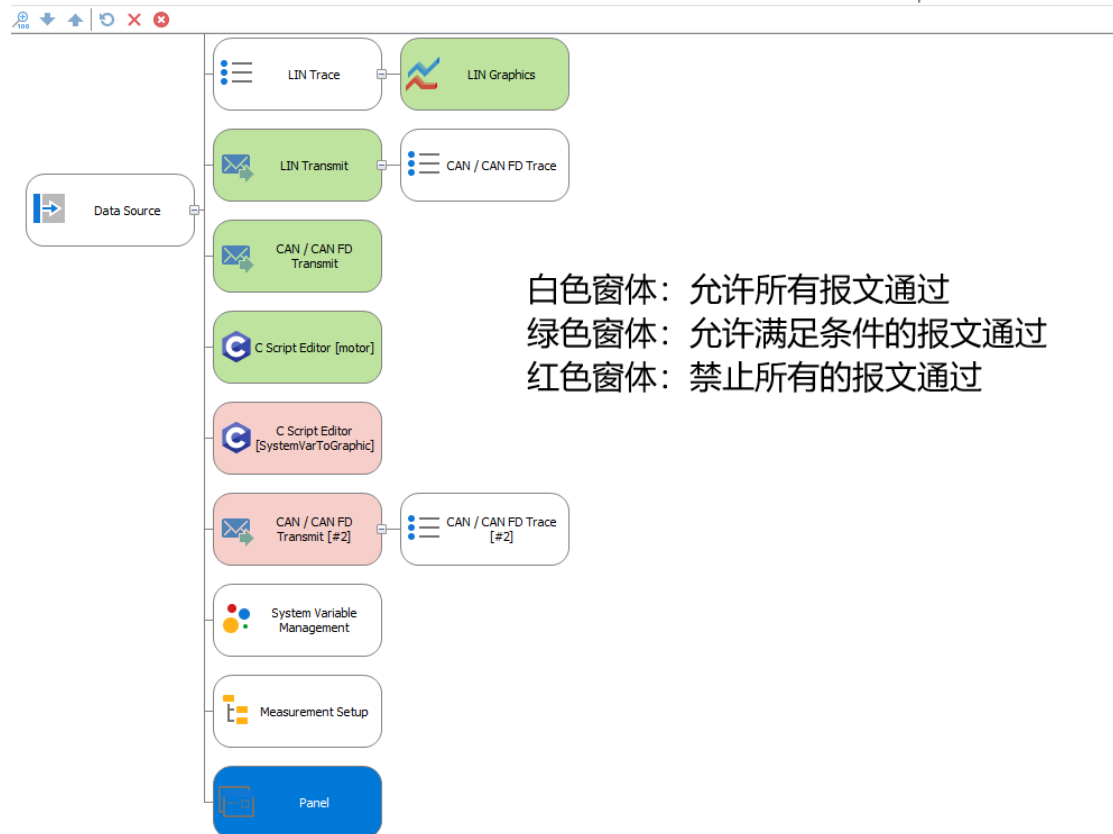 100
LIN Trace
LIN Graphics
LIN Transmit
CAN / CAN FD Trace
Data Source
CAN / CAN FD
Transmit
白色窗体：允许所有报文通过
绿色窗体：允许满足条件的报文通过
红色窗体：禁止所有的报文通过
C Script Editor [motor]
C Script Editor
[SystemVarToGraphic]
CAN / CAN FD
Transmit [#2]
CAN / CAN FD Trace
[#2]
System Variable
Management
Measurement Setup
Panel